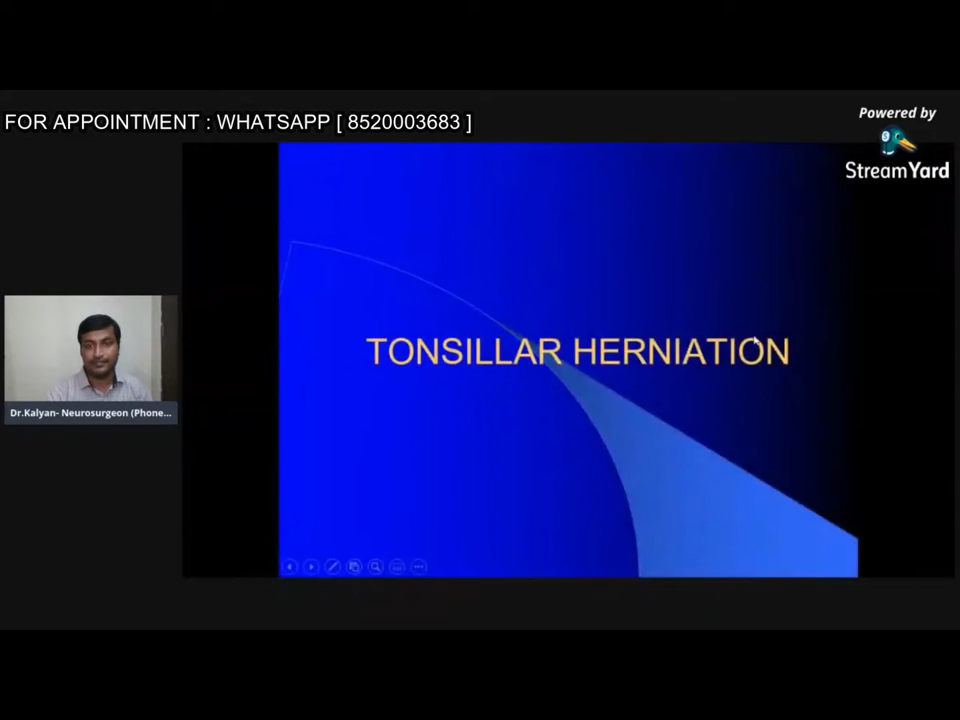 FOR APPOINTMENT : WHATSAPP [ 8520003683 ]
Powered by
StreamYard
TONSILLAR HERNIATION
Dr.Kalyan- Neurosurgeon (Phone...